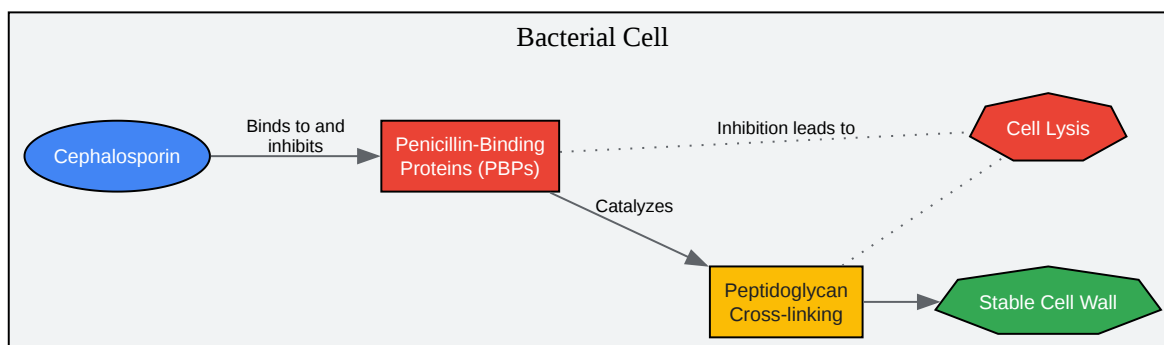 Bacterial Cell
Cephalosporin
Binds to and
inhibits
Penicillin-Binding
Proteins (PBPs)
Inhibition leads to
Cell Lysis
Catalyzes
Peptidoglycan
Cross-linking
Stable Cell Wall